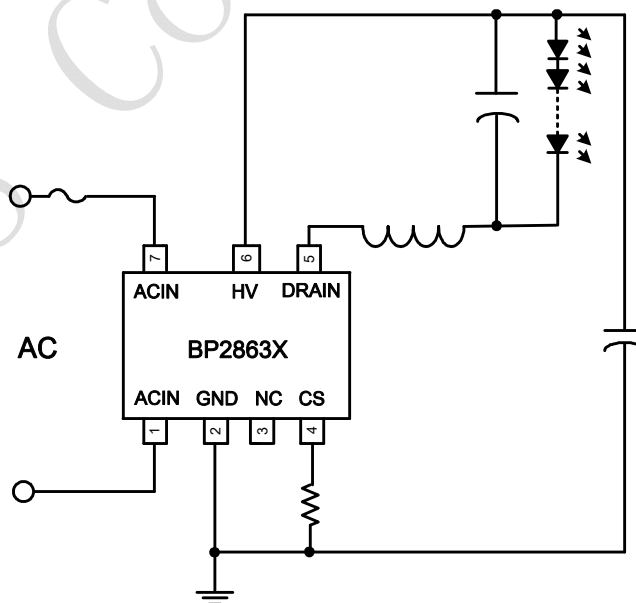 7 6 5
ACIN HV DRAIN
AC
BP2863X
ACIN GND NC CS
1 2 3 4